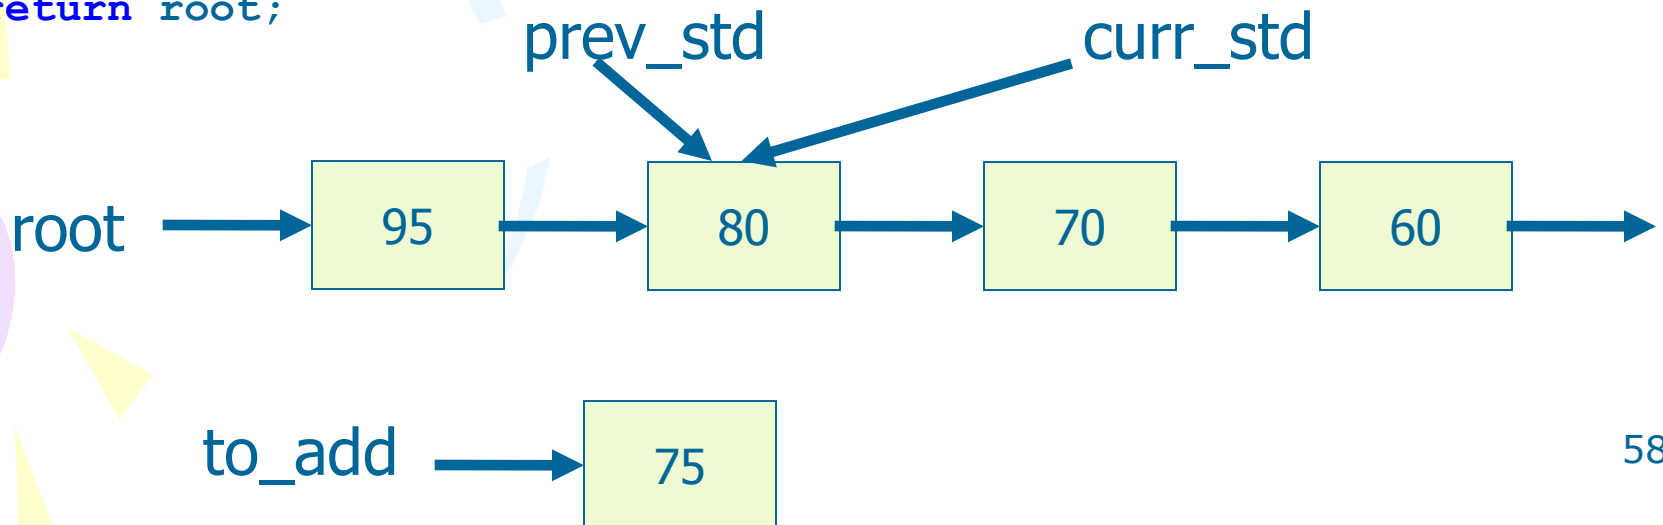 return root;
prev_std curr_std
root 95 80 70 60
to_add 75
58